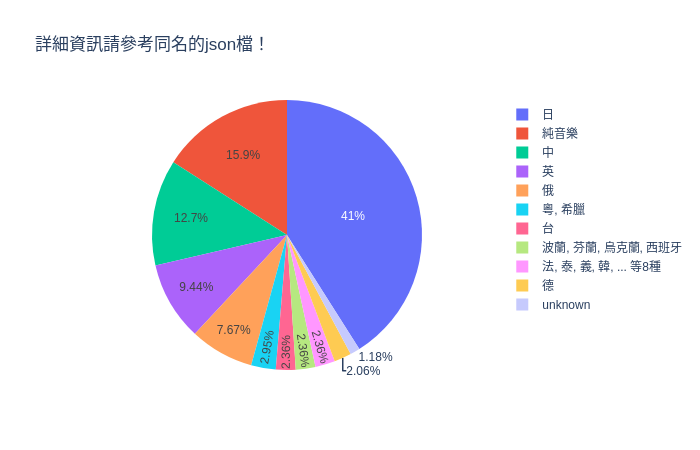 詳細資訊請參考同名的json檔！
15.9%
41%
12.7%
9.44%
7.67%
2.95%
2.36%
2.36%
2.36%
2.06%
1.18%
日
純音樂
中
英
俄
粵, 希臘
台
波蘭, 芬蘭, 烏克蘭, 西班牙
法, 泰, 義, 韓, ... 等8種
德
unknown